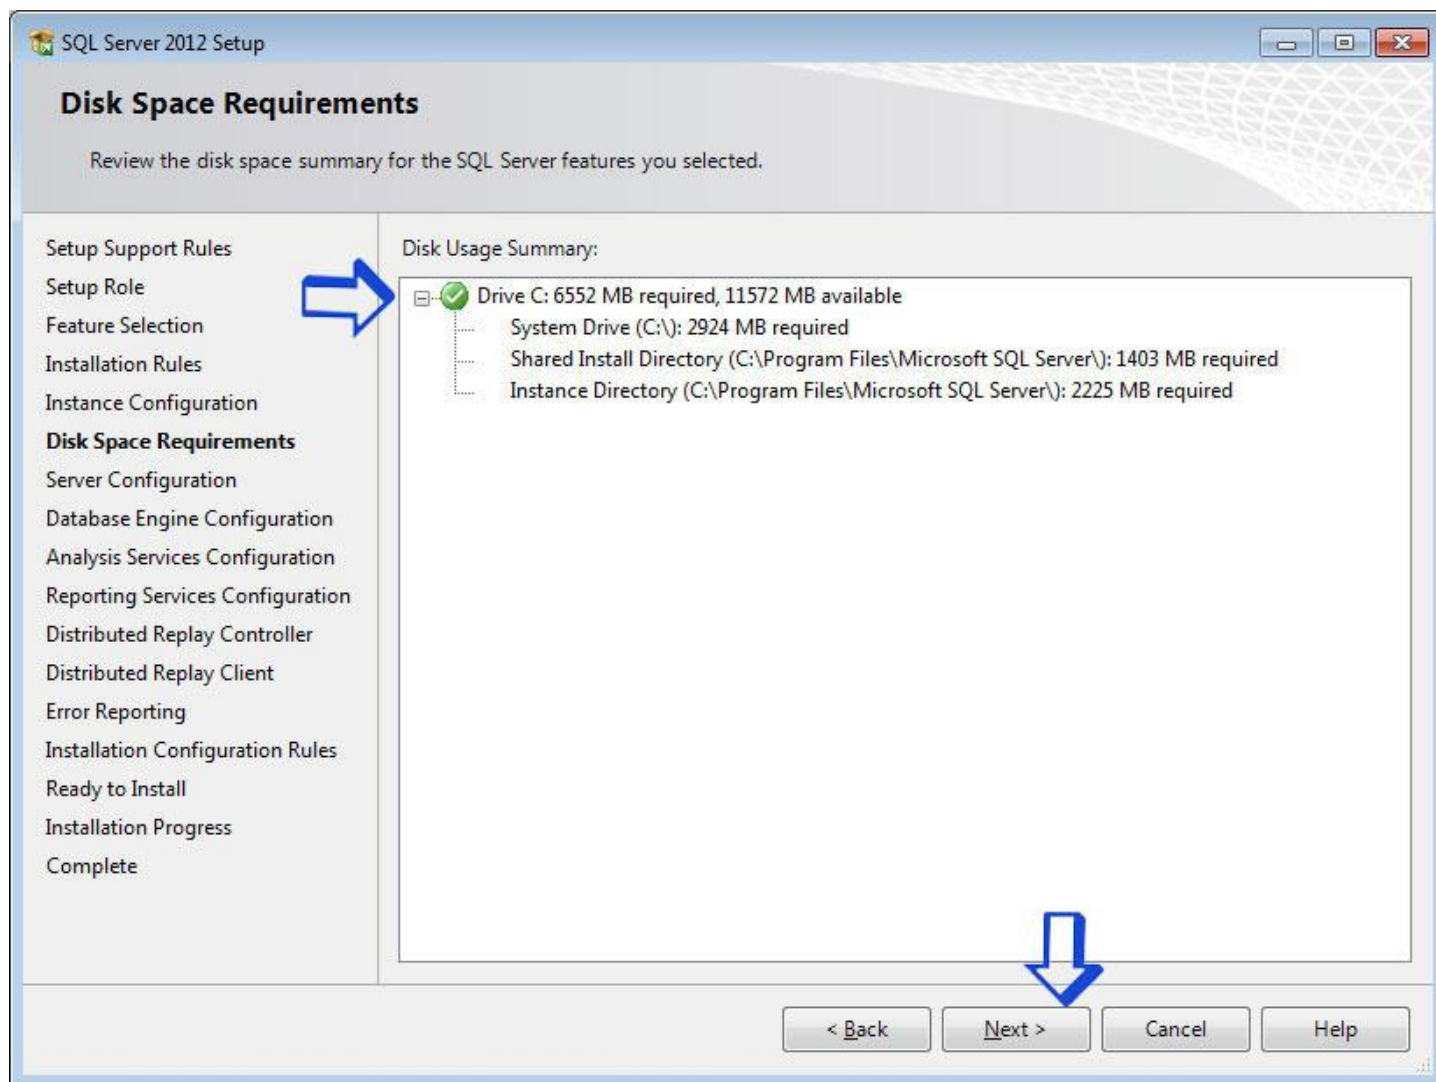 SQL Server 2012 Setup
Disk Space Requirements
Review the disk space summary for the SQL Server features you selected.
Setup Support Rules
Setup Role
Feature Selection
Installation Rules
Instance Configuration
Disk Space Requirements
Server Configuration
Database Engine Configuration
Analysis Services Configuration
Reporting Services Configuration
Distributed Replay Controller
Distributed Replay Client
Error Reporting
Installation Configuration Rules
Ready to Install
Installation Progress
Complete
Disk Usage Summary:
Drive C: 6552 MB required, 11572 MB available
System Drive (C:\): 2924 MB required
Shared Install Directory (C:\Program Files\Microsoft SQL Server\): 1403 MB required
Instance Directory (C:\Program Files\Microsoft SQL Server\): 2225 MB required
< Back
Next >
Cancel
Help